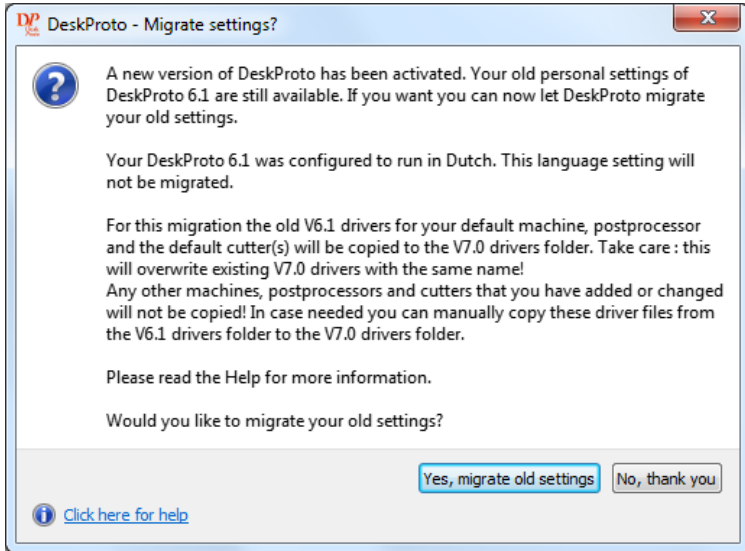 DeskProto - Migrate settings?
A new version of DeskProto has been activated. Your old personal settings of
DeskProto 6.1 are still available. If you want you can now let DeskProto migrate
your old settings.
Your DeskProto 6.1 was configured to run in Dutch. This language setting will
not be migrated.
For this migration the old V6.1 drivers for your default machine, postprocessor
and the default cutter(s) will be copied to the V7.0 drivers folder. Take care : this
will overwrite existing V7.0 drivers with the same name!
Any other machines, postprocessors and cutters that you have added or changed
will not be copied! In case needed you can manually copy these driver files from
the V6.1 drivers folder to the V7.0 drivers folder.
Please read the Help for more information.
Would you like to migrate your old settings?
Yes, migrate old settings No, thank you
Click here for help